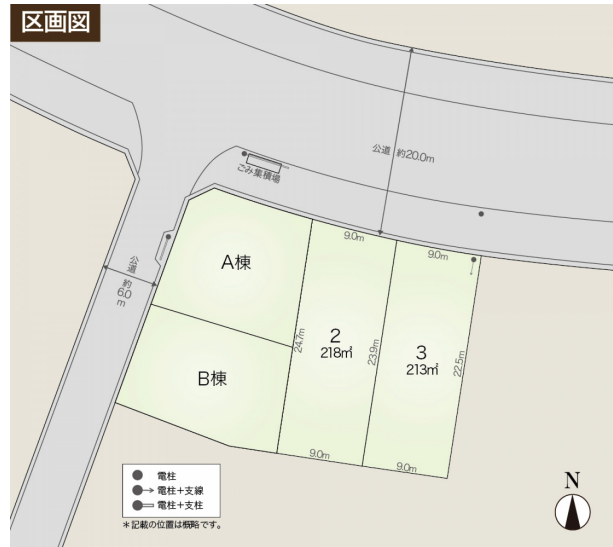 区画図
公道 約20.0m
ごみ集積場
公道
約6.0m
A棟
B棟
9.0m
9.0m
2
218㎡
24.7m
23.9m
3
213㎡
22.5m
9.0m
9.0m
電柱
電柱+支線
電柱+支柱
＊記載の位置は概略です。
N